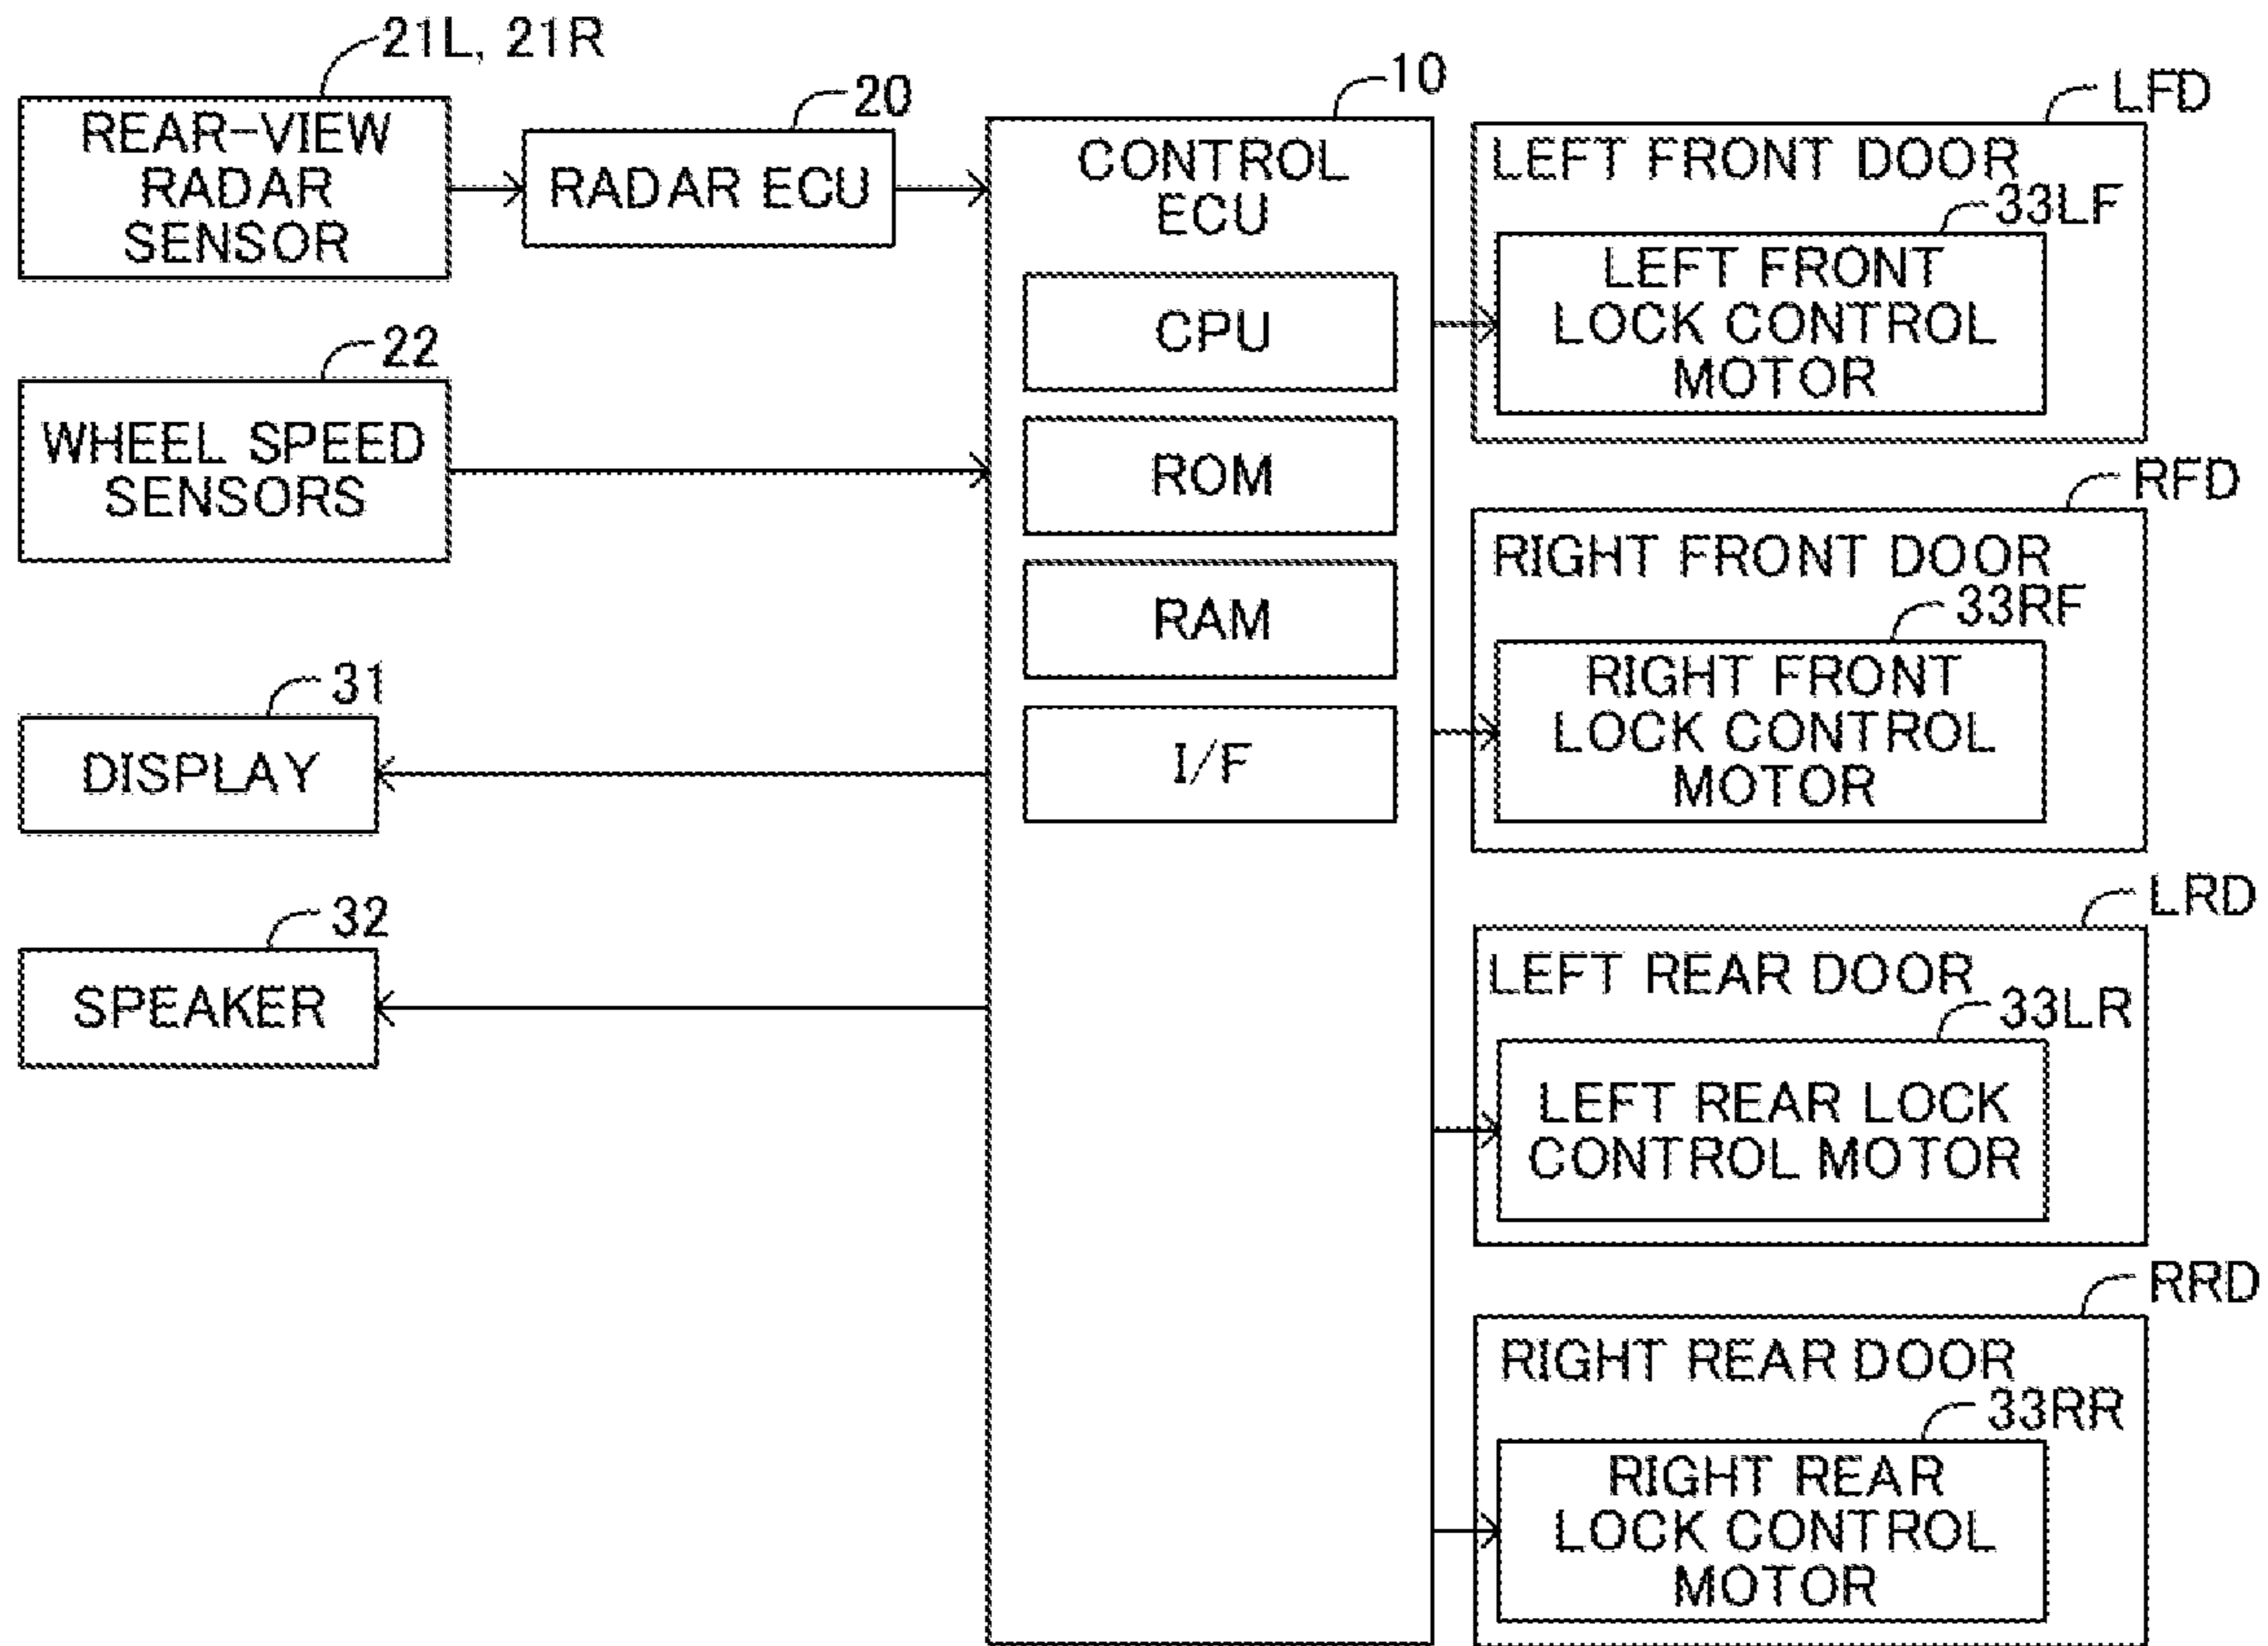 21L, 21R
REAR-VIEW
RADAR
SENSOR
20
RADAR ECU
22
WHEEL SPEED
SENSORS
31
DISPLAY
32
SPEAKER
10
CONTROL
ECU
CPU
ROM
RAM
I/F
LFD
LEFT FRONT DOOR
33LF
LEFT FRONT
LOCK CONTROL
MOTOR
RFD
RIGHT FRONT DOOR
33RF
RIGHT FRONT
LOCK CONTROL
MOTOR
LRD
LEFT REAR DOOR
33LR
LEFT REAR LOCK
CONTROL MOTOR
RRD
RIGHT REAR DOOR
33RR
RIGHT REAR
LOCK CONTROL
MOTOR